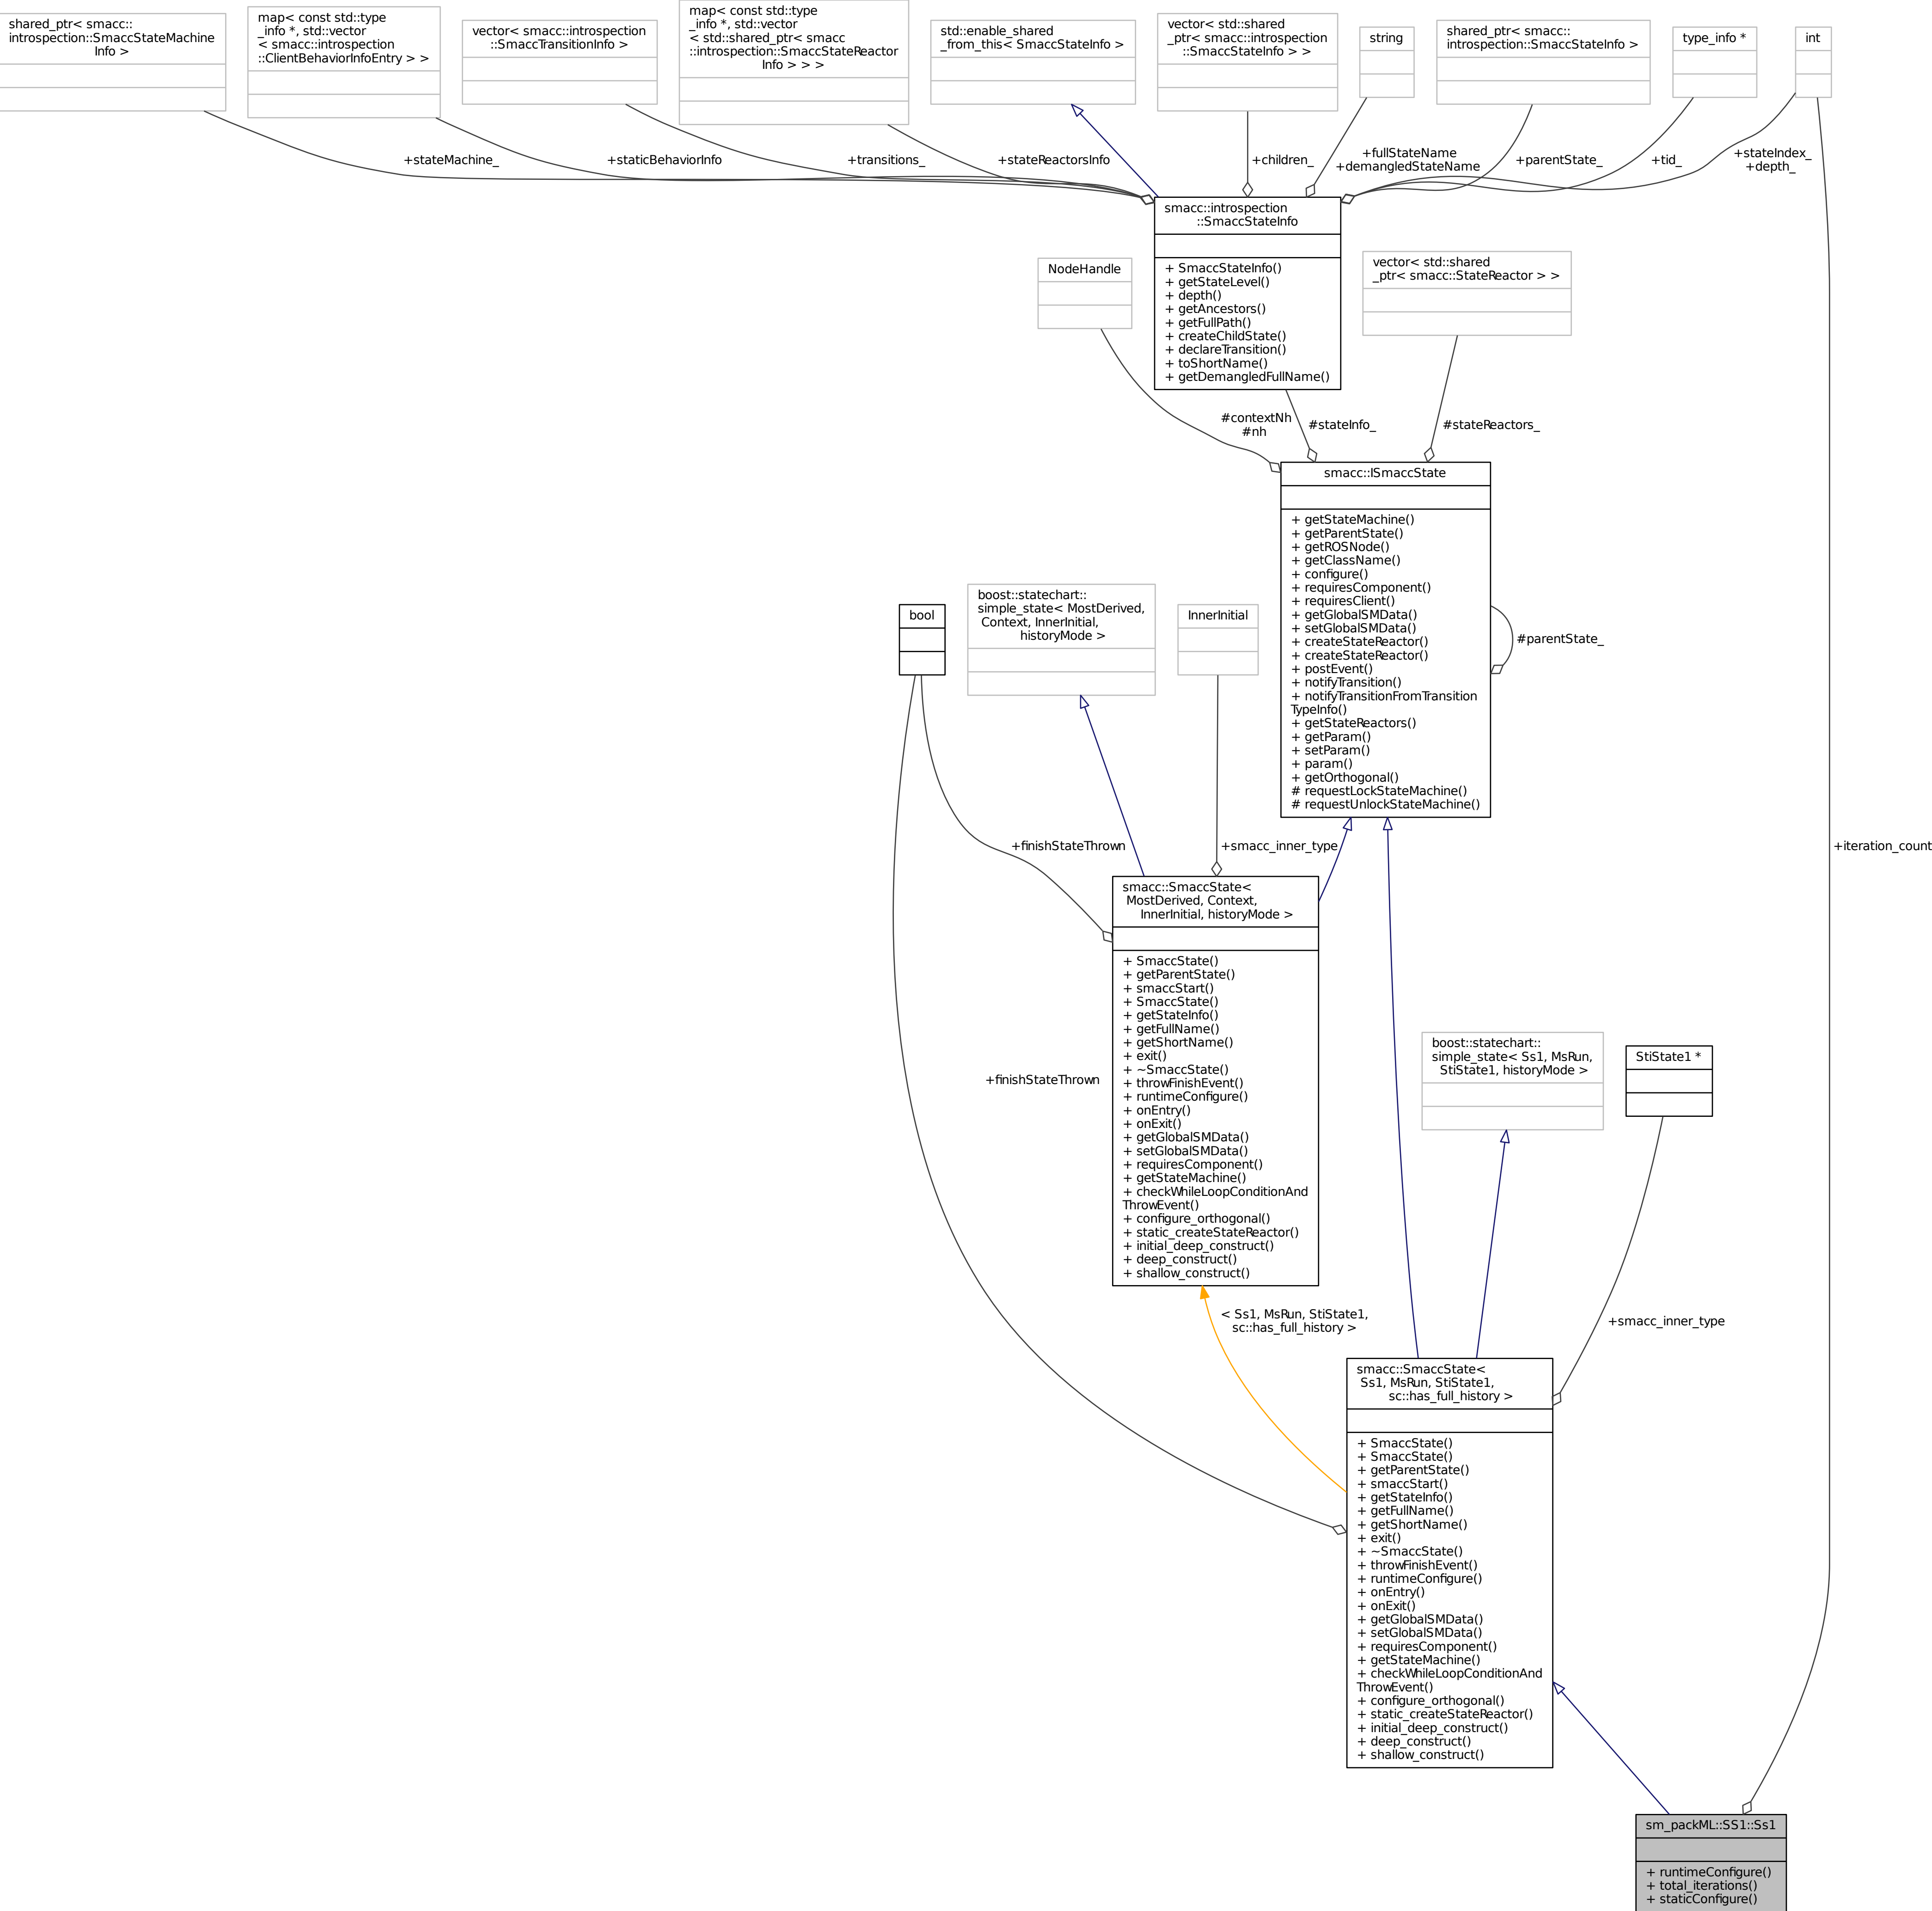 shared_ptr< smacc::
introspection::SmaccStateMachine
Info >
map< const std::type
_info *, std::vector
< smacc::introspection
::ClientBehaviorInfoEntry > >
vector< smacc::introspection
::SmaccTransitionInfo >
map< const std::type
_info *, std::vector
< std::shared_ptr< smacc
::introspection::SmaccStateReactor
Info > > >
std::enable_shared
_from_this< SmaccStateInfo >
vector< std::shared
_ptr< smacc::introspection
::SmaccStateInfo > >
string
shared_ptr< smacc::
introspection::SmaccStateInfo >
type_info *
int
+stateMachine_
+staticBehaviorInfo
+transitions_
+stateReactorsInfo
+children_
+fullStateName
+demangledStateName
+parentState_
+tid_
+stateIndex_
+depth_
smacc::introspection
::SmaccStateInfo
+ SmaccStateInfo()
+ getStateLevel()
+ depth()
+ getAncestors()
+ getFullPath()
+ createChildState()
+ declareTransition()
+ toShortName()
+ getDemangledFullName()
NodeHandle
vector< std::shared
_ptr< smacc::StateReactor > >
#contextNh
#nh
#stateInfo_
#stateReactors_
smacc::ISmaccState
+ getStateMachine()
+ getParentState()
+ getROSNode()
+ getClassName()
+ configure()
+ requiresComponent()
+ requiresClient()
+ getGlobalSMData()
+ setGlobalSMData()
+ createStateReactor()
+ createStateReactor()
+ postEvent()
+ notifyTransition()
+ notifyTransitionFromTransition
TypeInfo()
+ getStateReactors()
+ getParam()
+ setParam()
+ param()
+ getOrthogonal()
# requestLockStateMachine()
# requestUnlockStateMachine()
#parentState_
bool
boost::statechart::
simple_state< MostDerived,
Context, InnerInitial,
historyMode >
InnerInitial
+finishStateThrown
+smacc_inner_type
+iteration_count
smacc::SmaccState<
MostDerived, Context,
InnerInitial, historyMode >
+ SmaccState()
+ getParentState()
+ smaccStart()
+ SmaccState()
+ getStateInfo()
+ getFullName()
+ getShortName()
+ exit()
+ ~SmaccState()
+ throwFinishEvent()
+ runtimeConfigure()
+ onEntry()
+ onExit()
+ getGlobalSMData()
+ setGlobalSMData()
+ requiresComponent()
+ getStateMachine()
+ checkWhileLoopConditionAnd
ThrowEvent()
+ configure_orthogonal()
+ static_createStateReactor()
+ initial_deep_construct()
+ deep_construct()
+ shallow_construct()
+finishStateThrown
boost::statechart::
simple_state< Ss1, MsRun,
StiState1, historyMode >
StiState1 *
< Ss1, MsRun, StiState1,
sc::has_full_history >
+smacc_inner_type
smacc::SmaccState<
Ss1, MsRun, StiState1,
sc::has_full_history >
+ SmaccState()
+ SmaccState()
+ getParentState()
+ smaccStart()
+ getStateInfo()
+ getFullName()
+ getShortName()
+ exit()
+ ~SmaccState()
+ throwFinishEvent()
+ runtimeConfigure()
+ onEntry()
+ onExit()
+ getGlobalSMData()
+ setGlobalSMData()
+ requiresComponent()
+ getStateMachine()
+ checkWhileLoopConditionAnd
ThrowEvent()
+ configure_orthogonal()
+ static_createStateReactor()
+ initial_deep_construct()
+ deep_construct()
+ shallow_construct()
sm_packML::SS1::Ss1
+ runtimeConfigure()
+ total_iterations()
+ staticConfigure()